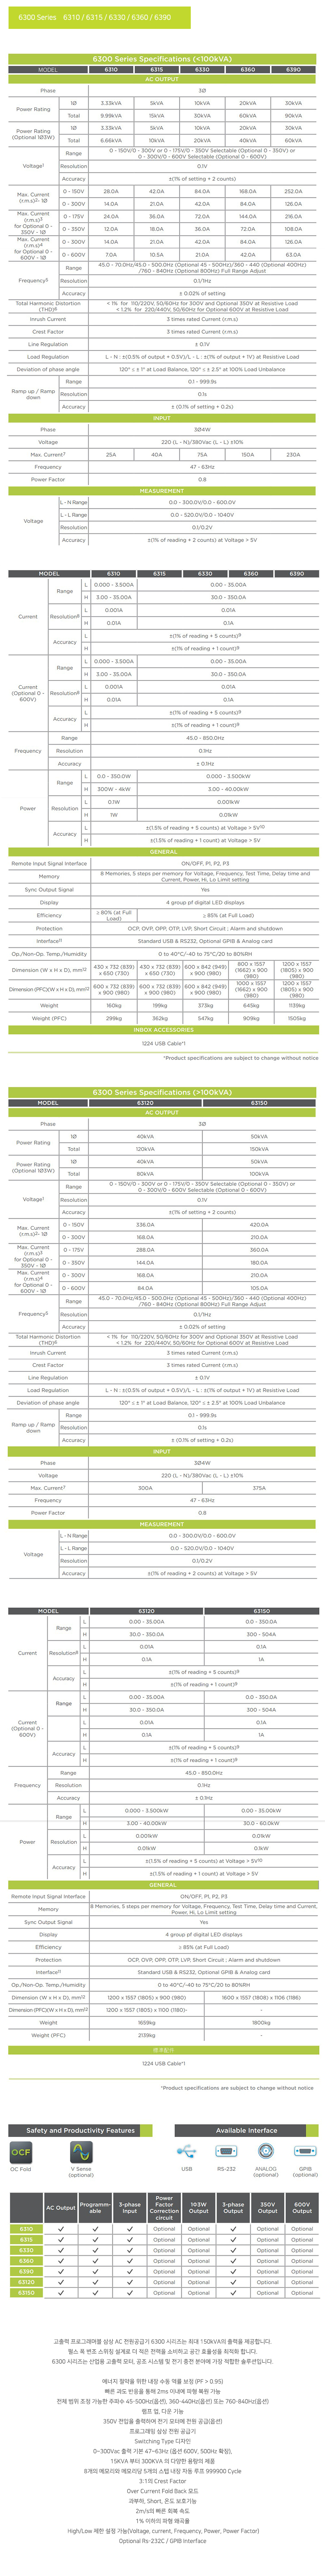 6300 Series 6310 / 6315 / 6330 / 6360 / 6390
6300 Series Specifications (<100kVA)
MODEL 6310 6315 6330 6360 6390
AC OUTPUT
Phase 3Ø
Power Rating 1Ø 3.33kVA 5kVA 10kVA 20kVA 30kVA
Total 9.99kVA 15kVA 30kVA 60kVA 90kVA
Power Rating (Optional 1Ø3W) 1Ø 3.33kVA 5kVA 10kVA 20kVA 30kVA
Total 6.66kVA 10kVA 20kVA 40kVA 60kVA
Voltage1 Range 0 - 150V/0 - 300V or 0 - 175V/0 - 350V Selectable (Optional 0 - 350V) or
0 - 300V/0 - 600V Selectable (Optional 0 - 600V)
Resolution 0.1V
Accuracy ±(1% of setting + 2 counts)
Max. Current (r.m.s)2- 1Ø 0 - 150V 28.0A 42.0A 84.0A 168.0A 252.0A
0 - 300V 14.0A 21.0A 42.0A 84.0A 126.0A
Max. Current (r.m.s)3 for Optional 0 - 350V - 1Ø 0 - 175V 24.0A 36.0A 72.0A 144.0A 216.0A
0 - 350V 12.0A 18.0A 36.0A 72.0A 108.0A
Max. Current (r.m.s)4 for Optional 0 - 600V - 1Ø 0 - 300V 14.0A 21.0A 42.0A 84.0A 126.0A
0 - 600V 7.0A 10.5A 21.0A 42.0A 63.0A
Frequency5 Range 45.0 - 70.0Hz/45.0 - 500.0Hz (Optional 45 - 500Hz)/360 - 440 (Optional 400Hz)
/760 - 840Hz (Optional 800Hz) Full Range Adjust
Resolution 0.1/1Hz
Accuracy ± 0.02% of setting
Total Harmonic Distortion (THD)6 < 1% for 110/220V, 50/60Hz for 300V and Optional 350V at Resistive Load
< 1.2% for 220/440V, 50/60Hz for Optional 600V at Resistive Load
Inrush Current 3 times rated Current (r.m.s)
Crest Factor 3 times rated Current (r.m.s)
Line Regulation ± 0.1V
Load Regulation L - N : ±(0.5% of output + 0.5V)/L - L : ±(1% of output + 1V) at Resistive Load
Deviation of phase angle 120° ≤ ± 1° at Load Balance, 120° ≤ ± 2.5° at 100% Load Unbalance
Ramp up / Ramp down Range 0.1 - 999.9s
Resolution 0.1s
Accuracy ± (0.1% of setting + 0.2s)
INPUT
Phase 3Ø4W
Voltage 220 (L - N)/380Vac (L - L) ±10%
Max. Current7 25A 40A 75A 150A 230A
Frequency 47 - 63Hz
Power Factor 0.8
MEASUREMENT
Voltage L - N Range 0.0 - 300.0V/0.0 - 600.0V
L - L Range 0.0 - 520.0V/0.0 - 1040V
Resolution 0.1/0.2V
Accuracy ±(1% of reading + 2 counts) at Voltage > 5V
MODEL 6310 6315 6330 6360 6390
Current Range L 0.000 - 3.500A 0.00 - 35.00A
H 3.00 - 35.00A 30.0 - 350.0A
Resolution8 L 0.001A 0.01A
H 0.01A 0.1A
Accuracy L ±(1% of reading + 5 counts)9
H ±(1% of reading + 1 count)9
Current (Optional 0 - 600V) Range L 0.000 - 3.500A 0.00 - 35.00A
H 3.00 - 35.00A 30.0 - 350.0A
Resolution8 L 0.001A 0.01A
H 0.01A 0.1A
Accuracy L ±(1% of reading + 5 counts)9
H ±(1% of reading + 1 count)9
Frequency Range 45.0 - 850.0Hz
Resolution 0.1Hz
Accuracy ± 0.1Hz
Power Range L 0.0 - 350.0W 0.000 - 3.500kW
H 300W - 4kW 3.00 - 40.00kW
Resolution L 0.1W 0.001kW
H 1W 0.01kW
Accuracy L ±(1.5% of reading + 5 counts) at Voltage > 5V10
H ±(1.5% of reading + 1 count) at Voltage > 5V
GENERAL
Remote Input Signal Interface ON/OFF, P1, P2, P3
Memory 8 Memories, 5 steps per memory for Voltage, Frequency, Test Time, Delay time and
Current, Power, Hi, Lo Limit setting
Sync Output Signal Yes
Display 4 group pf digital LED displays
Efficiency ≥ 80% (at Full Load) ≥ 85% (at Full Load)
Protection OCP, OVP, OPP, OTP, LVP, Short Circuit ; Alarm and shutdown
Interface11 Standard USB & RS232, Optional GPIB & Analog card
Op./Non-Op. Temp./Humidity 0 to 40°C/-40 to 75°C/20 to 80%RH
Dimension (W x H x D), mm12 430 x 732 (839) x 650 (730) 430 x 732 (839) x 650 (730) 600 x 842 (949) x 900 (980) 800 x 1557 (1662) x 900 (980) 1200 x 1557 (1805) x 900 (980)
Dimension (PFC)(W x H x D), mm12 600 x 732 (839) x 900 (980) 600 x 732 (839) x 900 (980) 600 x 842 (949) x 900 (980) 1000 x 1557 (1662) x 900 (980) 1200 x 1557 (1805) x 900 (980)
Weight 160kg 199kg 373kg 645kg 1139kg
Weight (PFC) 299kg 362kg 547kg 909kg 1505kg
INBOX ACCESSORIES
1224 USB Cable*1
*Product specifications are subject to change without notice
6300 Series Specifications (>100kVA)
MODEL 63120 63150
AC OUTPUT
Phase 3Ø
Power Rating 1Ø 40kVA 50kVA
Total 120kVA 150kVA
Power Rating (Optional 1Ø3W) 1Ø 40kVA 50kVA
Total 80kVA 100kVA
Voltage1 Range 0 - 150V/0 - 300V or 0 - 175V/0 - 350V Selectable (Optional 0 - 350V) or
0 - 300V/0 - 600V Selectable (Optional 0 - 600V)
Resolution 0.1V
Accuracy ±(1% of setting + 2 counts)
Max. Current (r.m.s)2- 1Ø 0 - 150V 336.0A 420.0A
0 - 300V 168.0A 210.0A
Max. Current (r.m.s)3 for Optional 0 - 350V - 1Ø 0 - 175V 288.0A 360.0A
0 - 350V 144.0A 180.0A
Max. Current (r.m.s)4 for Optional 0 - 600V - 1Ø 0 - 300V 168.0A 210.0A
0 - 600V 84.0A 105.0A
Frequency5 Range 45.0 - 70.0Hz/45.0 - 500.0Hz (Optional 45 - 500Hz)/360 - 440 (Optional 400Hz)
/760 - 840Hz (Optional 800Hz) Full Range Adjust
Resolution 0.1/1Hz
Accuracy ± 0.02% of setting
Total Harmonic Distortion (THD)6 < 1% for 110/220V, 50/60Hz for 300V and Optional 350V at Resistive Load
< 1.2% for 220/440V, 50/60Hz for Optional 600V at Resistive Load
Inrush Current 3 times rated Current (r.m.s)
Crest Factor 3 times rated Current (r.m.s)
Line Regulation ± 0.1V
Load Regulation L - N : ±(0.5% of output + 0.5V)/L - L : ±(1% of output + 1V) at Resistive Load
Deviation of phase angle 120° ≤ ± 1° at Load Balance, 120° ≤ ± 2.5° at 100% Load Unbalance
Ramp up / Ramp down Range 0.1 - 999.9s
Resolution 0.1s
Accuracy ± (0.1% of setting + 0.2s)
INPUT
Phase 3Ø4W
Voltage 220 (L - N)/380Vac (L - L) ±10%
Max. Current7 300A 375A
Frequency 47 - 63Hz
Power Factor 0.8
MEASUREMENT
Voltage L - N Range 0.0 - 300.0V/0.0 - 600.0V
L - L Range 0.0 - 520.0V/0.0 - 1040V
Resolution 0.1/0.2V
Accuracy ±(1% of reading + 2 counts) at Voltage > 5V
MODEL 63120 63150
Current Range L 0.00 - 35.00A 0.0 - 350.0A
H 30.0 - 350.0A 300 - 504A
Resolution8 L 0.01A 0.1A
H 0.1A 1A
Accuracy L ±(1% of reading + 5 counts)9
H ±(1% of reading + 1 count)9
Current (Optional 0 - 600V) Range L 0.00 - 35.00A 0.0 - 350.0A
H 30.0 - 350.0A 300 - 504A
L 0.01A 0.1A
H 0.1A 1A
Accuracy L ±(1% of reading + 5 counts)9
H ±(1% of reading + 1 count)9
Frequency Range 45.0 - 850.0Hz
Resolution 0.1Hz
Accuracy ± 0.1Hz
Power Range L 0.000 - 3.500kW 0.00 - 35.00kW
H 3.00 - 40.00kW 30.0 - 60.0kW
Resolution L 0.001kW 0.01kW
H 0.01kW 0.1kW
Accuracy L ±(1.5% of reading + 5 counts) at Voltage > 5V10
H ±(1.5% of reading + 1 count) at Voltage > 5V
GENERAL
Remote Input Signal Interface ON/OFF, P1, P2, P3
Memory 8 Memories, 5 steps per memory for Voltage, Frequency, Test Time, Delay time and Current,
Power, Hi, Lo Limit setting
Sync Output Signal Yes
Display 4 group pf digital LED displays
Efficiency ≥ 85% (at Full Load)
Protection OCP, OVP, OPP, OTP, LVP, Short Circuit ; Alarm and shutdown
Interface11 Standard USB & RS232, Optional GPIB & Analog card
Op./Non-Op. Temp./Humidity 0 to 40°C/-40 to 75°C/20 to 80%RH
Dimension (W x H x D), mm12 1200 x 1557 (1805) x 900 (980) 1600 x 1557 (1808) x 1106 (1186)
Dimension (PFC)(W x H x D), mm12 1200 x 1557 (1805) x 1100 (1180)- -
Weight 1659kg 1800kg
Weight (PFC) 2139kg -
標準配件
1224 USB Cable*1
*Product specifications are subject to change without notice
Safety and Productivity Features Available Interface
OCF
OC Fold V Sense (optional) USB RS-232 ANALOG (optional) GPIB (optional)
AC Output Programm-able 3-phase Input Power Factor Correction circuit 1Φ3W Output 3-phase Output 350V Output 600V Output
6310 ✓ ✓ ✓ Optional Optional ✓ Optional Optional
6315 ✓ ✓ ✓ Optional Optional ✓ Optional Optional
6330 ✓ ✓ ✓ Optional Optional ✓ Optional Optional
6360 ✓ ✓ ✓ Optional Optional ✓ Optional Optional
6390 ✓ ✓ ✓ Optional Optional ✓ Optional Optional
63120 ✓ ✓ ✓ Optional Optional ✓ Optional Optional
63150 ✓ ✓ ✓ Optional Optional ✓ Optional Optional
고출력 프로그래머블 삼상 AC 전원공급기 6300 시리즈는 최대 150kVA의 출력을 제공합니다.
펄스 폭 변조 스위칭 설계로 더 적은 전력을 소비하고 공간 효율성을 최적화 합니다.
6300 시리즈는 산업용 고출력 모터, 공조 시스템 및 전기 충전 분야에 가장 적합한 솔루션입니다.
에너지 절약을 위한 내장 수동 역률 보정 (PF > 0.95)
빠른 과도 반응을 통해 2ms 이내에 파형 복원 가능
전체 범위 조정 가능한 주파수 45-500Hz(옵션), 360-440Hz(옵션) 또는 760-840Hz(옵션)
램프 업, 다운 기능
350V 전압을 출력하여 전기 모터에 전원 공급(옵션)
프로그래밍 삼상 전원 공급기
Switching Type 디자인
0~300Vac 출력 기본 47~63Hz (옵션 600V, 500Hz 확장),
15KVA 부터 300KVA 의 다양한 용량의 제품
8개의 메모리와 메모리당 5개의 스텝 내장 자동 루프 999900 Cycle
3:1의 Crest Factor
Over Current Fold Back 모드
과부하, Short, 온도 보호기능
2m/s의 빠른 회복 속도
1% 이하의 파형 왜곡율
High/Low 제한 설정 가능(Voltage, current, Frequency, Power, Power Factor)
Optional Rs-232C / GPIB Interface